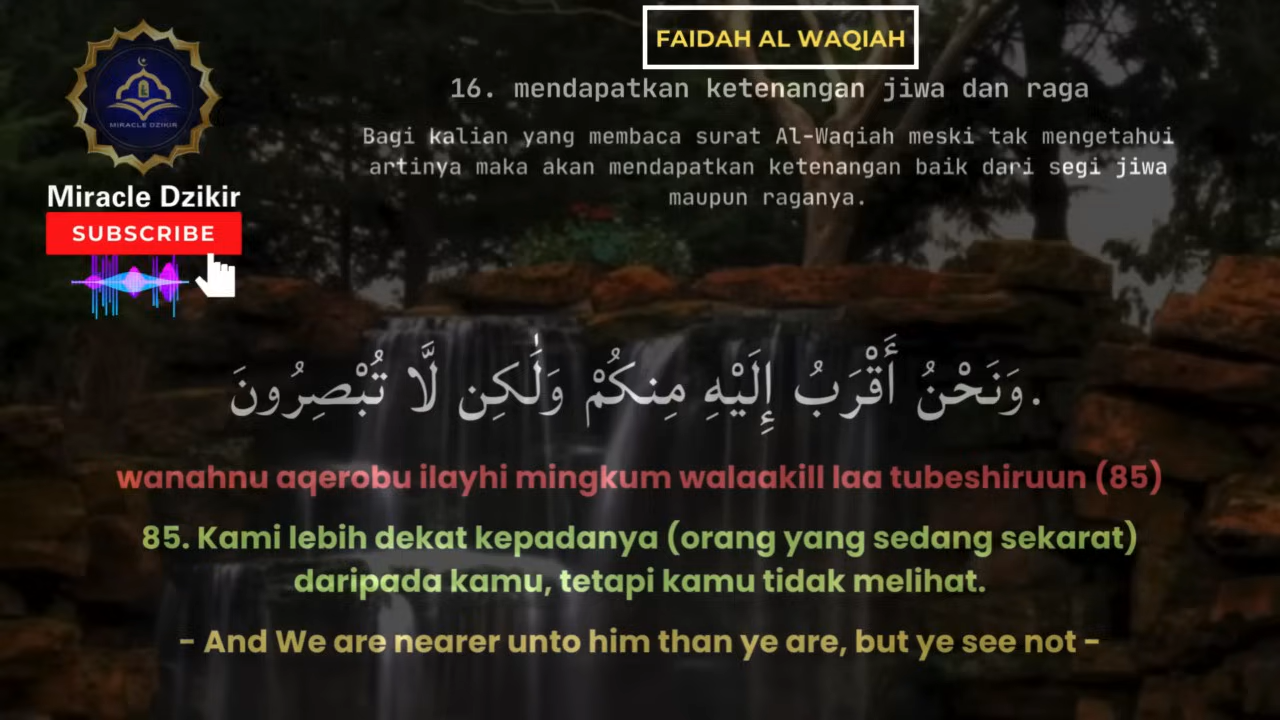 FAIDAH AL WAQIAH
16. mendapatkan ketenangan jiwa dan raga
Bagi kalian yang membaca surat Al-Waqiah meski tak mengetahui
artinya maka akan mendapatkan ketenangan baik dari segi jiwa
maupun raganya.
MIRACLE DZIKIR
Miracle Dzikir
SUBSCRIBE
وَنَحْنُ أَقْرَبُ إِلَيْهِ مِنكُمْ وَلَٰكِن لَّا تُبْصِرُونَ.
wanahnu aqerobu ilayhi mingkum walaakill laa tubeshiruun (85)
85. Kami lebih dekat kepadanya (orang yang sedang sekarat)
daripada kamu, tetapi kamu tidak melihat.
- And We are nearer unto him than ye are, but ye see not -